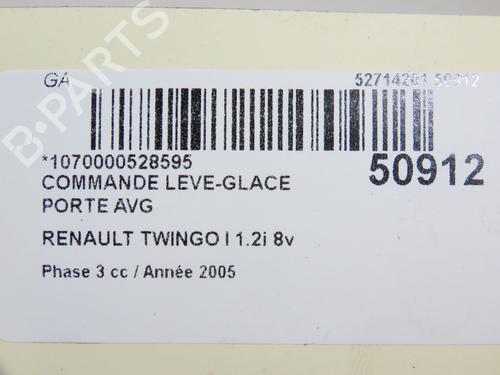 GA
52714201 50912
*1070000528595
50912
COMMANDE LEVE-GLACE
PORTE AVG
RENAULT TWINGO I 1.2i 8v
Phase 3 cc / Année 2005
B-PARTS